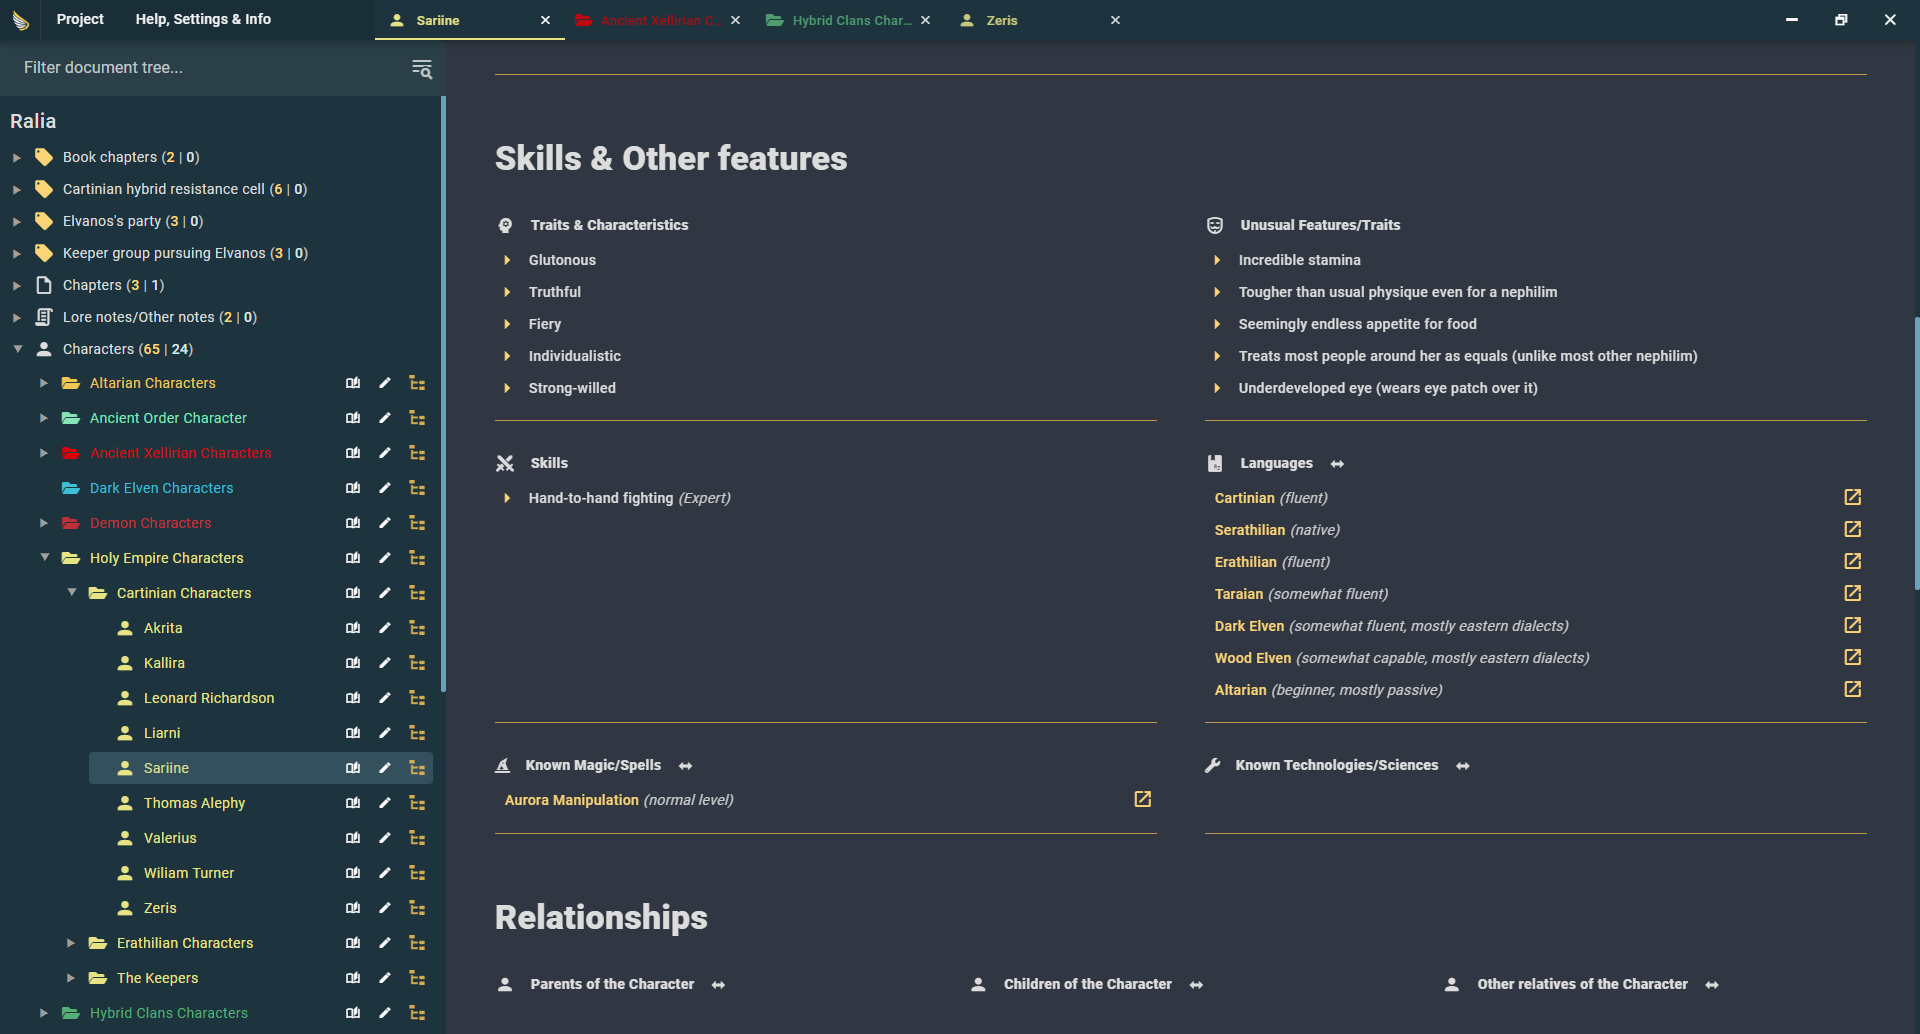 Project
Help, Settings & Info
Sariine
Ancient Xellirian C...
Hybrid Clans Char...
Zeris
Filter document tree...
Ralia
Book chapters (2 | 0)
Cartinian hybrid resistance cell (6 | 0)
Elvanos's party (3 | 0)
Keeper group pursuing Elvanos (3 | 0)
Chapters (3 | 1)
Lore notes/Other notes (2 | 0)
Characters (65 | 24)
Altarian Characters
Ancient Order Character
Ancient Xellirian Characters
Dark Elven Characters
Demon Characters
Holy Empire Characters
Cartinian Characters
Akrita
Kallira
Leonard Richardson
Liarni
Sariine
Thomas Alephy
Valerius
Wiliam Turner
Zeris
Erathilian Characters
The Keepers
Hybrid Clans Characters
Skills & Other features
Traits & Characteristics
Glutonous
Truthful
Fiery
Individualistic
Strong-willed
Unusual Features/Traits
Incredible stamina
Tougher than usual physique even for a nephilim
Seemingly endless appetite for food
Treats most people around her as equals (unlike most other nephilim)
Underdeveloped eye (wears eye patch over it)
Skills
Hand-to-hand fighting (Expert)
Languages
Cartinian (fluent)
Serathilian (native)
Erathilian (fluent)
Taraian (somewhat fluent)
Dark Elven (somewhat fluent, mostly eastern dialects)
Wood Elven (somewhat capable, mostly eastern dialects)
Altarian (beginner, mostly passive)
Known Magic/Spells
Aurora Manipulation (normal level)
Known Technologies/Sciences
Relationships
Parents of the Character
Children of the Character
Other relatives of the Character